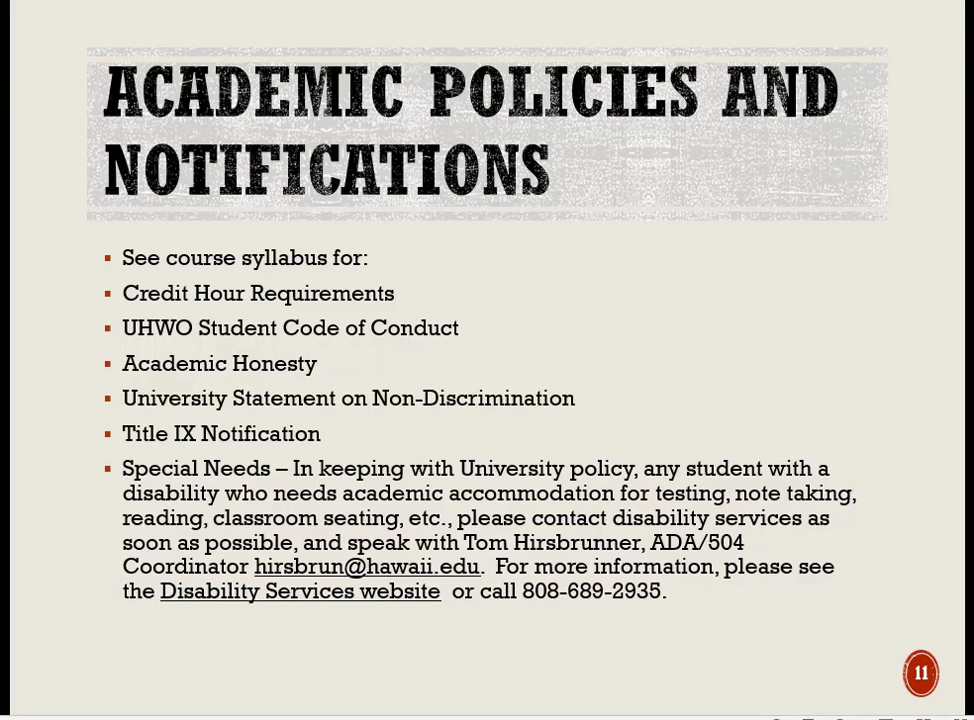 ACADEMIC POLICIES AND
NOTIFICATIONS
▪ See course syllabus for:
▪ Credit Hour Requirements
▪ UHWO Student Code of Conduct
▪ Academic Honesty
▪ University Statement on Non-Discrimination
▪ Title IX Notification
▪ Special Needs – In keeping with University policy, any student with a
disability who needs academic accommodation for testing, note taking,
reading, classroom seating, etc., please contact disability services as
soon as possible, and speak with Tom Hirsbrunner, ADA/504
Coordinator hirsbrun@hawaii.edu. For more information, please see
the Disability Services website or call 808-689-2935.
11